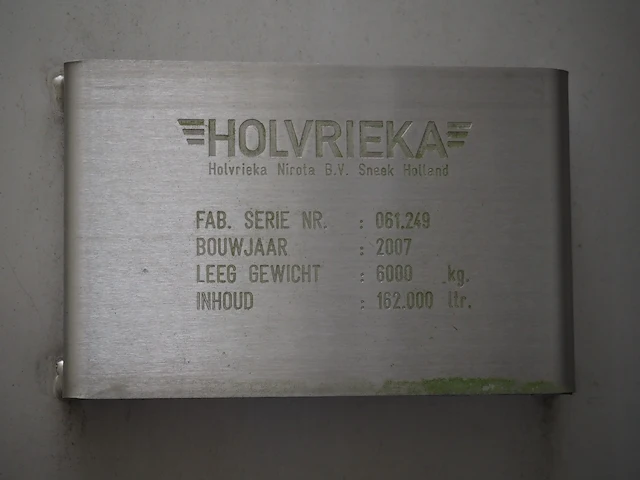 HOLVRIEKA
Holvrieka Nirota B.V. Sneek Holland
FAB. SERIE NR. : 061.249
BOUWJAAR : 2007
LEEG GEWICHT : 6000 kg.
INHOUD : 162.000 ltr.